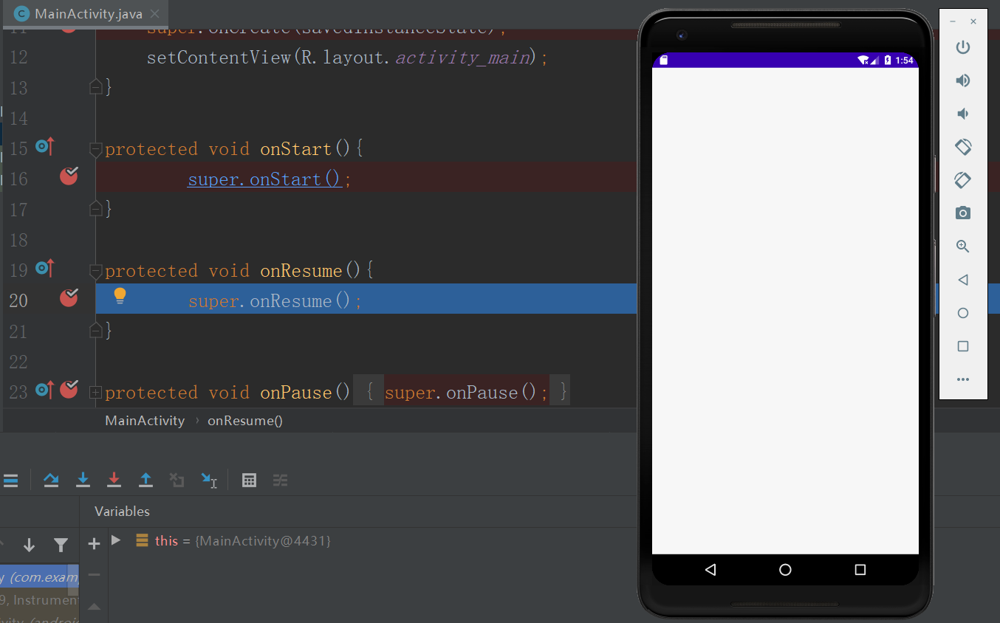 MainActivity.java
11 super.onCreate(savedInstanceState);
12 setContentView(R.layout.activity_main);
13 }
14
15 protected void onStart(){
16 super.onStart();
17 }
18
19 protected void onResume(){
20 super.onResume();
21 }
22
23 protected void onPause() { super.onPause(); }
MainActivity › onResume()
Variables
this = {MainActivity@4431}
y (com.exam
9, Instrumen
ivity (android
1:54